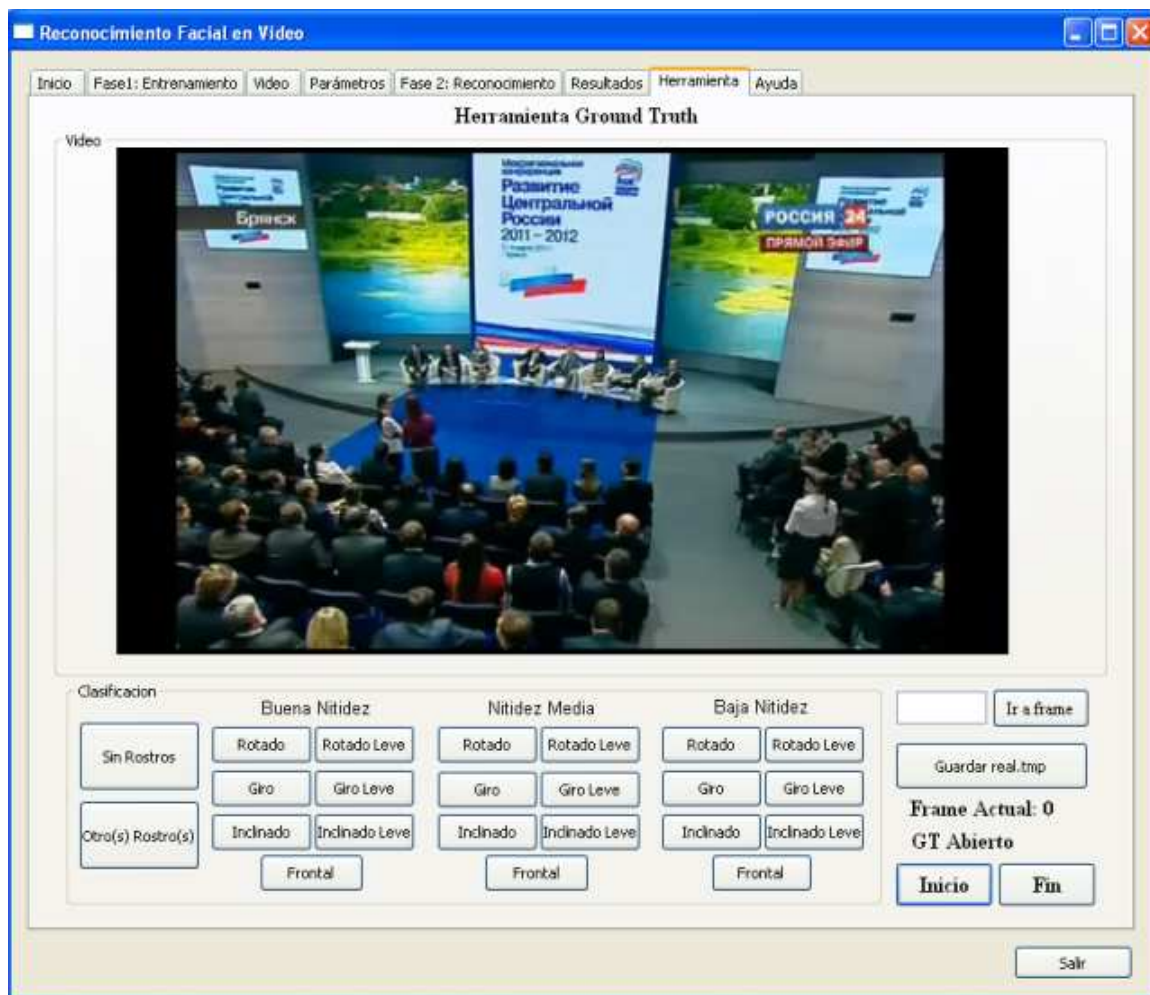 Reconocimiento Facial en Video
Inicio Fase1: Entrenamiento Video Parámetros Fase 2: Reconocimiento Resultados Herramienta Ayuda
Herramienta Ground Truth
Video
Межрегиональная
конференция
Развитие
Центральной
России
2011 – 2012
Брянск
РОССИЯ 24
ПРЯМОЙ ЭФИР
Clasificacion
Buena Nitidez Nitidez Media Baja Nitidez
Sin Rostros
Otro(s) Rostro(s)
Rotado Rotado Leve Rotado Rotado Leve Rotado Rotado Leve
Giro Giro Leve Giro Giro Leve Giro Giro Leve
Inclinado Inclinado Leve Inclinado Inclinado Leve Inclinado Inclinado Leve
Frontal Frontal Frontal
Ir a frame
Guardar real.tmp
Frame Actual: 0
GT Abierto
Inicio Fin
Salir